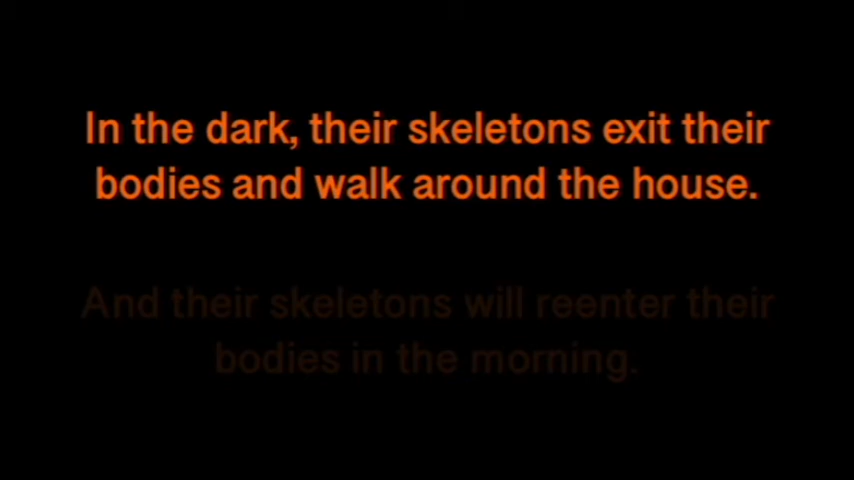 In the dark, their skeletons exit their
bodies and walk around the house.
And their skeletons will reenter their
bodies in the morning.